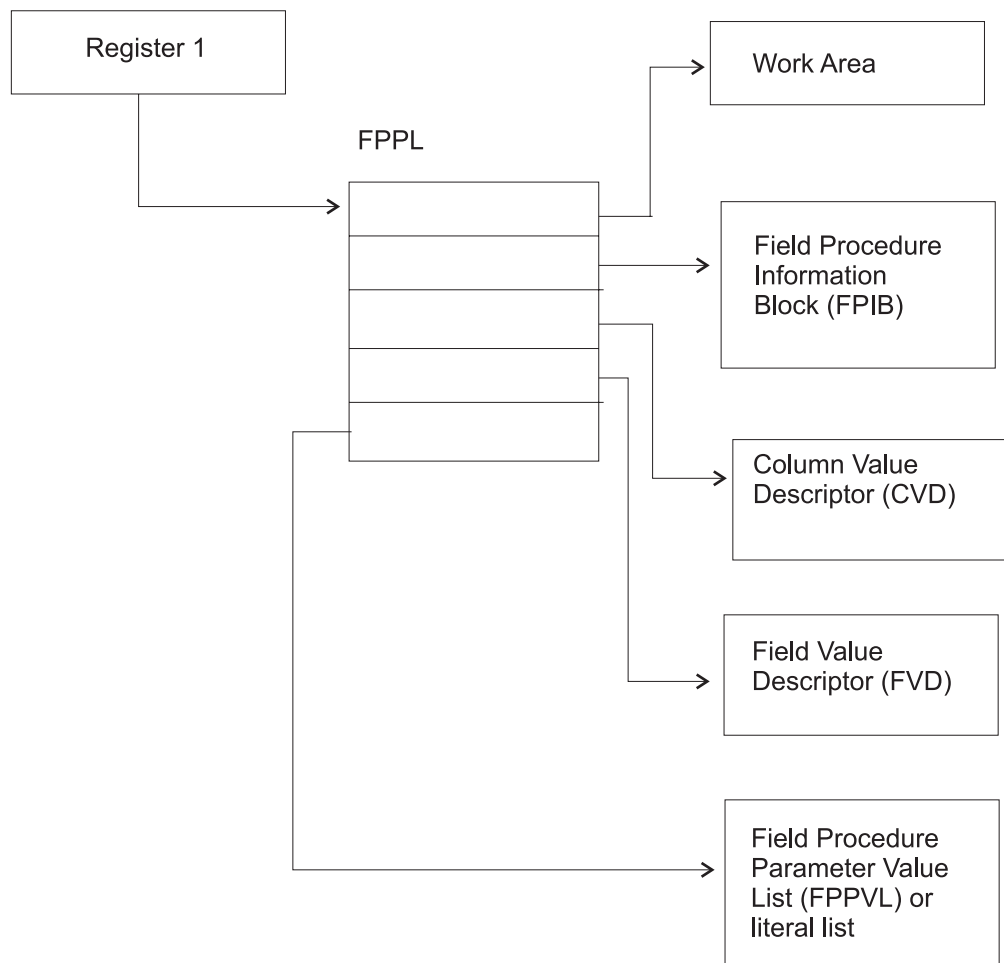 Register 1
Work Area
FPPL
Field Procedure
Information
Block (FPIB)
Column Value
Descriptor (CVD)
Field Value
Descriptor (FVD)
Field Procedure
Parameter Value
List (FPPVL) or
literal list